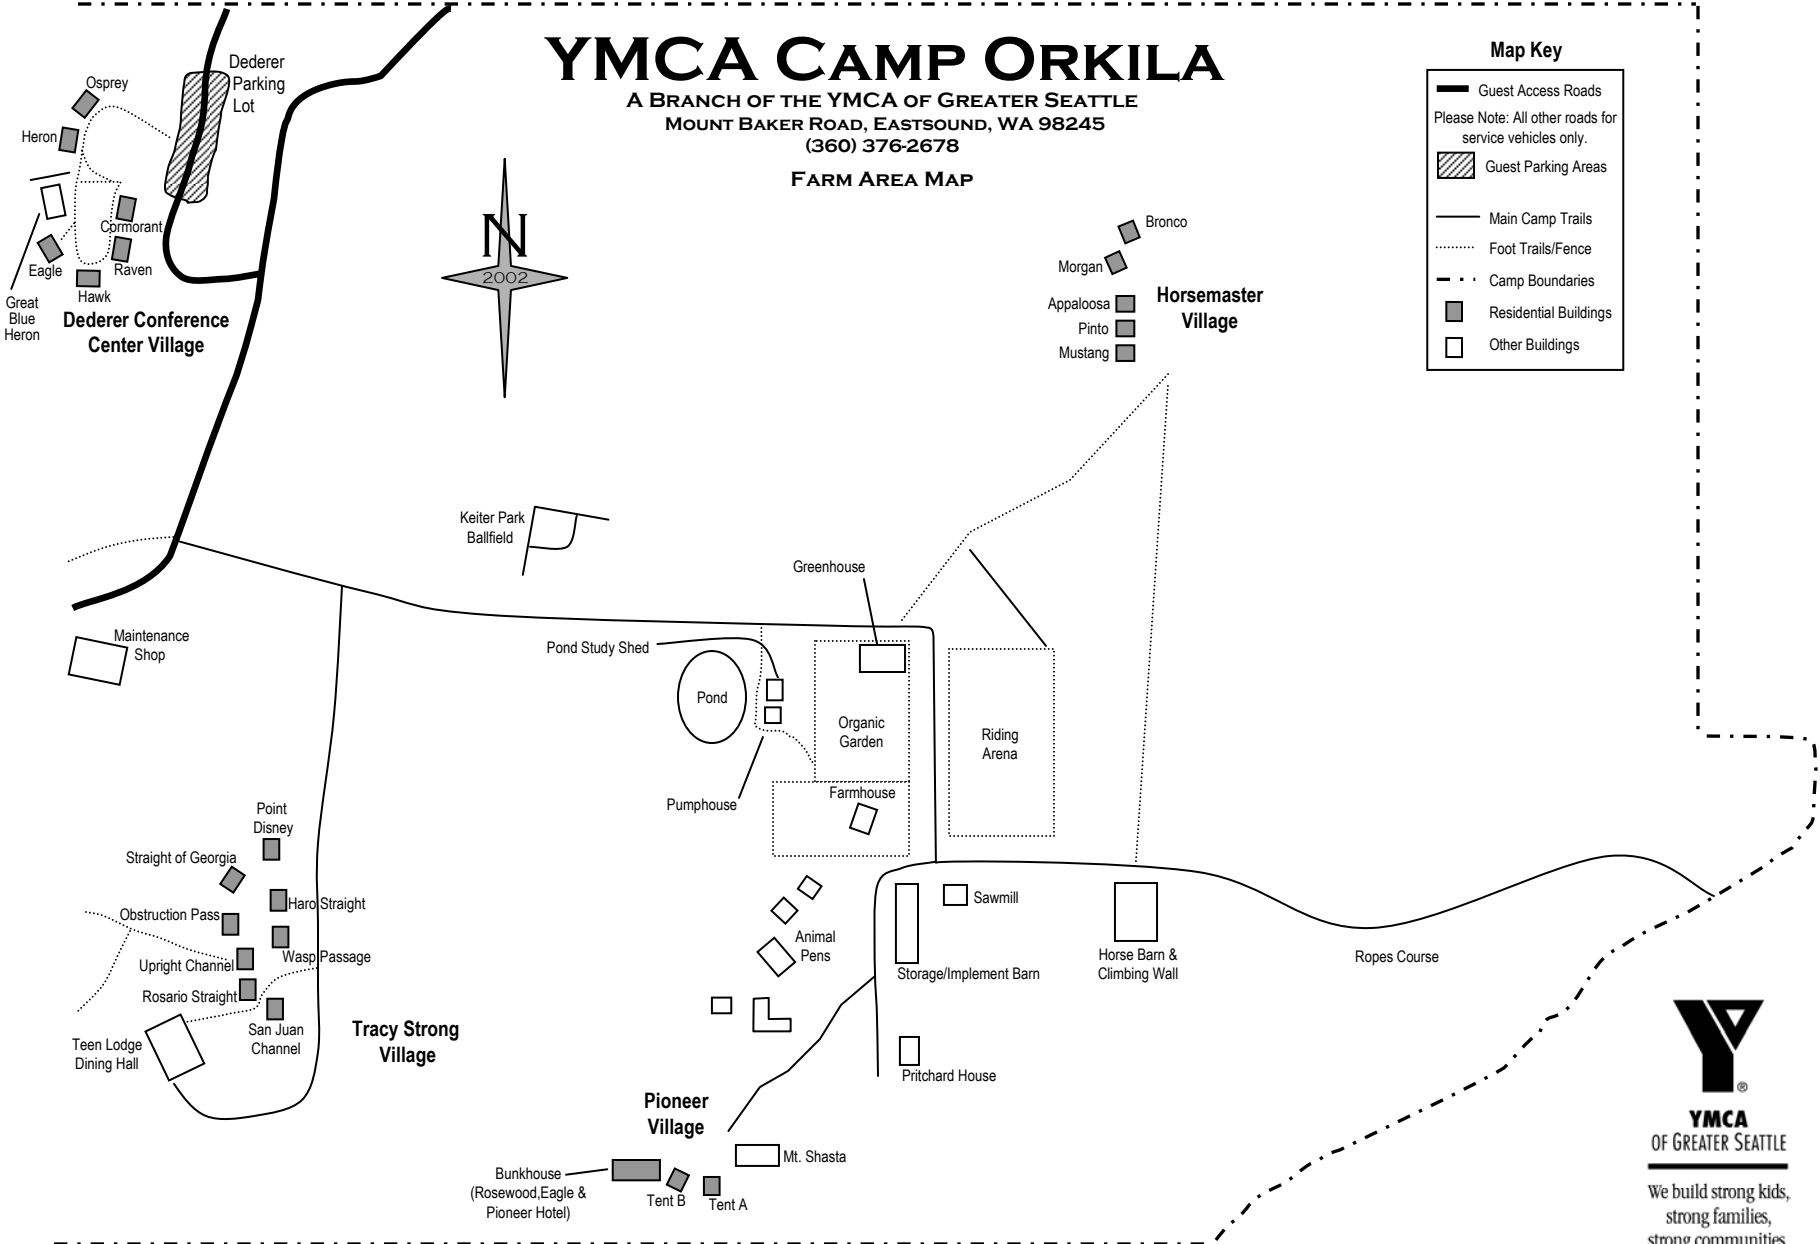 YMCA CAMP ORKILA
A BRANCH OF THE YMCA OF GREATER SEATTLE
MOUNT BAKER ROAD, EASTSOUND, WA 98245
(360) 376-2678
FARM AREA MAP
N
2002
Map Key
Guest Access Roads
Please Note: All other roads for
service vehicles only.
Guest Parking Areas
Main Camp Trails
Foot Trails/Fence
Camp Boundaries
Residential Buildings
Other Buildings
Dederer
Parking
Lot
Osprey
Heron
Cormorant
Eagle
Raven
Hawk
Great
Blue
Heron
Dederer Conference
Center Village
Bronco
Morgan
Appaloosa
Pinto
Mustang
Horsemaster
Village
Keiter Park
Ballfield
Greenhouse
Maintenance
Shop
Pond Study Shed
Pond
Organic
Garden
Riding
Arena
Pumphouse
Farmhouse
Point
Disney
Straight of Georgia
Haro Straight
Obstruction Pass
Wasp Passage
Upright Channel
Rosario Straight
San Juan
Channel
Teen Lodge
Dining Hall
Tracy Strong
Village
Animal
Pens
Sawmill
Storage/Implement Barn
Horse Barn &
Climbing Wall
Ropes Course
Pritchard House
Pioneer
Village
Mt. Shasta
Bunkhouse
(Rosewood,Eagle &
Pioneer Hotel)
Tent B
Tent A
®
YMCA
OF GREATER SEATTLE
We build strong kids,
strong families,
strong communities.